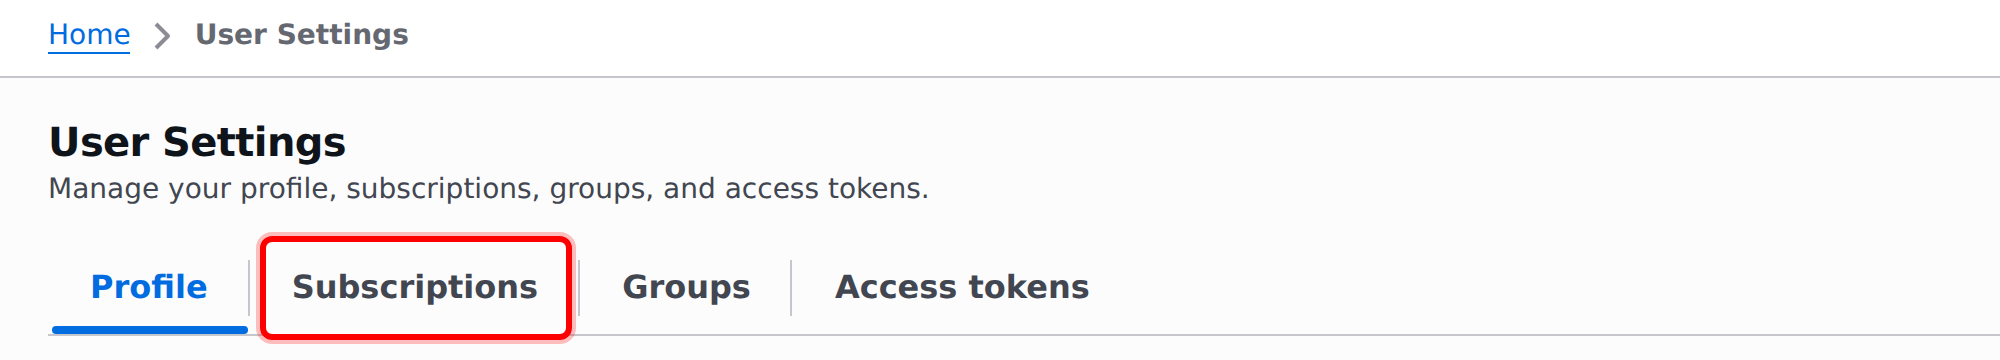 Home > User Settings
User Settings
Manage your profile, subscriptions, groups, and access tokens.
Profile Subscriptions Groups Access tokens